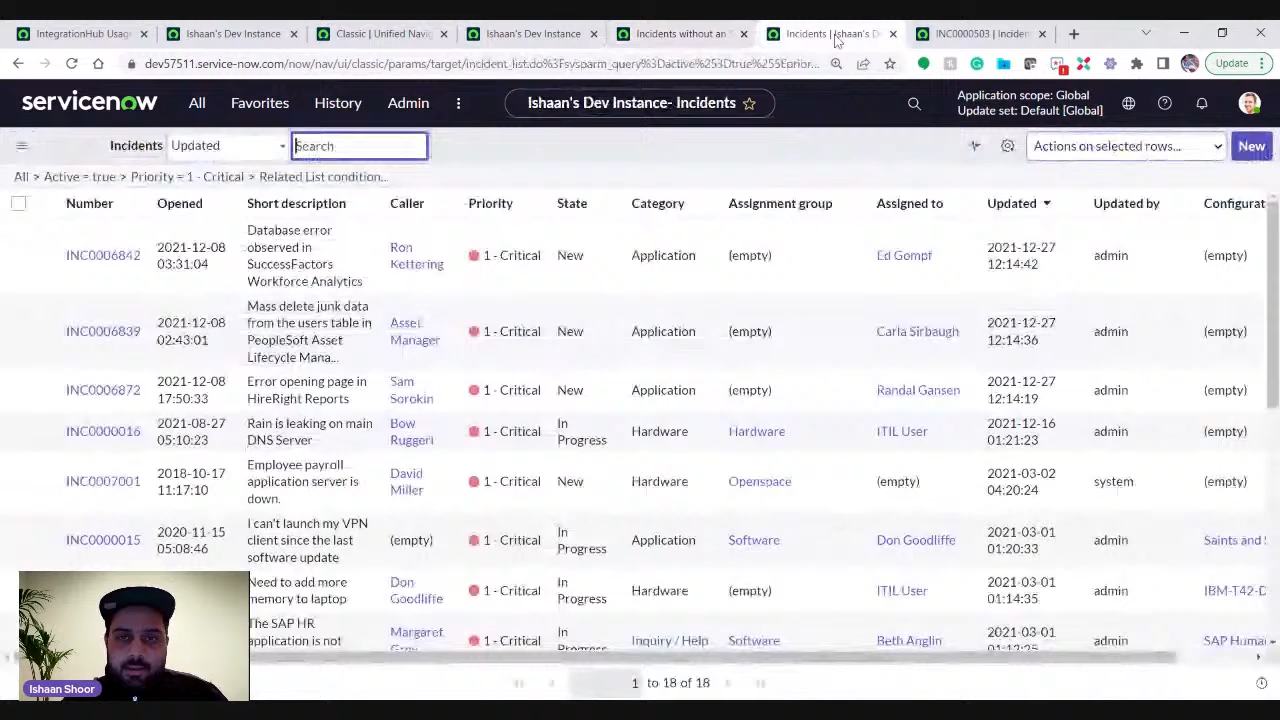 IntegrationHub Usag
Ishaan's Dev Instance
Classic | Unified Navig
Ishaan's Dev Instance
Incidents without an
Incidents | Ishaan's D
INC0000503 | Inciden
dev57511.service-now.com/now/nav/ui/classic/params/target/incident_list.do%3Fsysparm_query%3Dactive%253Dtrue%255Eprior...
Update
servicenow
All
Favorites
History
Admin
Ishaan's Dev Instance- Incidents
Application scope: Global
Update set: Default [Global]
Incidents
Updated
Search
Actions on selected rows...
New
All > Active = true > Priority = 1 - Critical > Related List condition...
Number Opened Short description Caller Priority State Category Assignment group Assigned to Updated Updated by Configurat
INC0006842 2021-12-08 03:31:04 Database error observed in SuccessFactors Workforce Analytics Ron Kettering 1 - Critical New Application (empty) Ed Gompf 2021-12-27 12:14:42 admin (empty)
INC0006839 2021-12-08 02:43:01 Mass delete junk data from the users table in PeopleSoft Asset Lifecycle Mana... Asset Manager 1 - Critical New Application (empty) Carla Sirbaugh 2021-12-27 12:14:36 admin (empty)
INC0006872 2021-12-08 17:50:33 Error opening page in HireRight Reports Sam Sorokin 1 - Critical New Application (empty) Randal Gansen 2021-12-27 12:14:19 admin (empty)
INC0000016 2021-08-27 05:10:23 Rain is leaking on main DNS Server Bow Ruggeri 1 - Critical In Progress Hardware Hardware ITIL User 2021-12-16 01:21:23 admin (empty)
INC0007001 2018-10-17 11:17:10 Employee payroll application server is down. David Miller 1 - Critical New Hardware Openspace (empty) 2021-03-02 04:20:24 system (empty)
INC0000015 2020-11-15 05:08:46 I can't launch my VPN client since the last software update (empty) 1 - Critical In Progress Application Software Don Goodliffe 2021-03-01 01:20:33 admin Saints and
Need to add more memory to laptop Don Goodliffe 1 - Critical In Progress Hardware (empty) ITIL User 2021-03-01 01:14:35 admin IBM-T42-D
The SAP HR application is not Margaret Gray 1 - Critical In Progress Inquiry / Help Software Beth Anglin 2021-03-01 01:12:25 admin SAP Huma
Ishaan Shoor
1 to 18 of 18